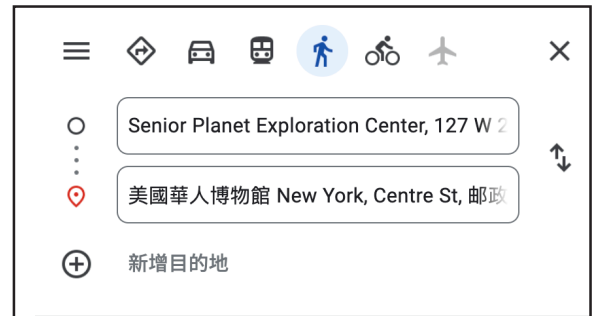 Senior Planet Exploration Center, 127 W 2
美國華人博物館 New York, Centre St, 邮政
新增目的地